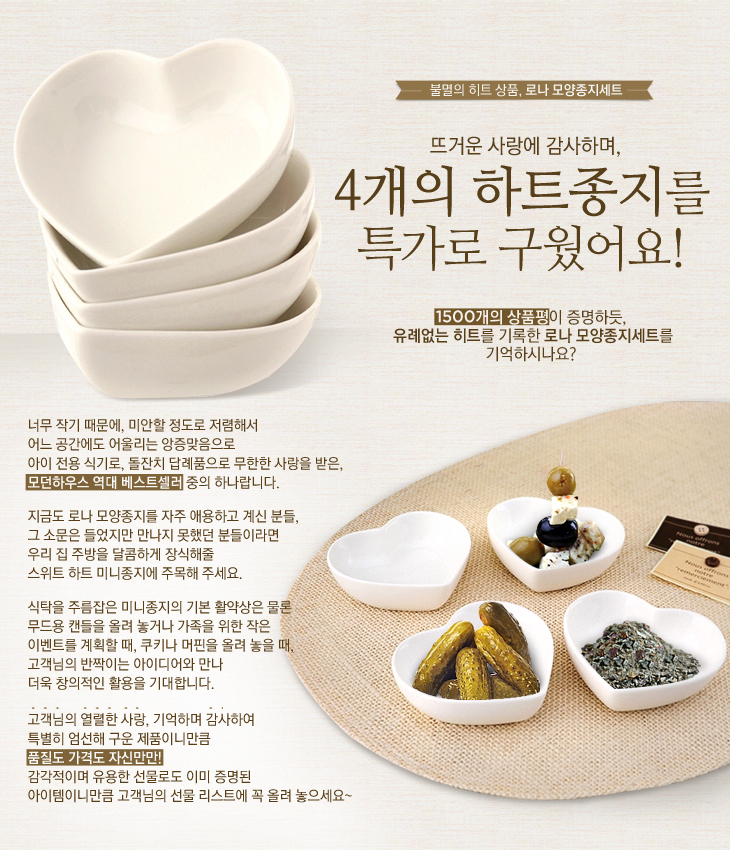 불멸의 히트 상품, 로나 모양종지세트
뜨거운 사랑에 감사하며,
4개의 하트종지를
특가로 구웠어요!
1500개의 상품평이 증명하듯,
유례없는 히트를 기록한 로나 모양종지세트를
기억하시나요?
너무 작기 때문에, 미안할 정도로 저렴해서
어느 공간에도 어울리는 앙증맞음으로
아이 전용 식기로, 돌잔치 답례품으로 무한한 사랑을 받은,
모던하우스 역대 베스트셀러 중의 하나랍니다.
지금도 로나 모양종지를 자주 애용하고 계신 분들,
그 소문은 들었지만 만나지 못했던 분들이라면
우리 집 주방을 달콤하게 장식해줄
스위트 하트 미니종지에 주목해 주세요.
식탁을 주름잡은 미니종지의 기본 활약상은 물론
무드용 캔들을 올려 놓거나 가족을 위한 작은
이벤트를 계획할 때, 쿠키나 머핀을 올려 놓을 때,
고객님의 반짝이는 아이디어와 만나
더욱 창의적인 활용을 기대합니다.
고객님의 열렬한 사랑, 기억하며 감사하여
특별히 엄선해 구운 제품이니만큼
품질도 가격도 자신만만!
감각적이며 유용한 선물로도 이미 증명된
아이템이니만큼 고객님의 선물 리스트에 꼭 올려 놓으세요~
Nous offrons
notre
Nous offrons
notre
"remerciement"